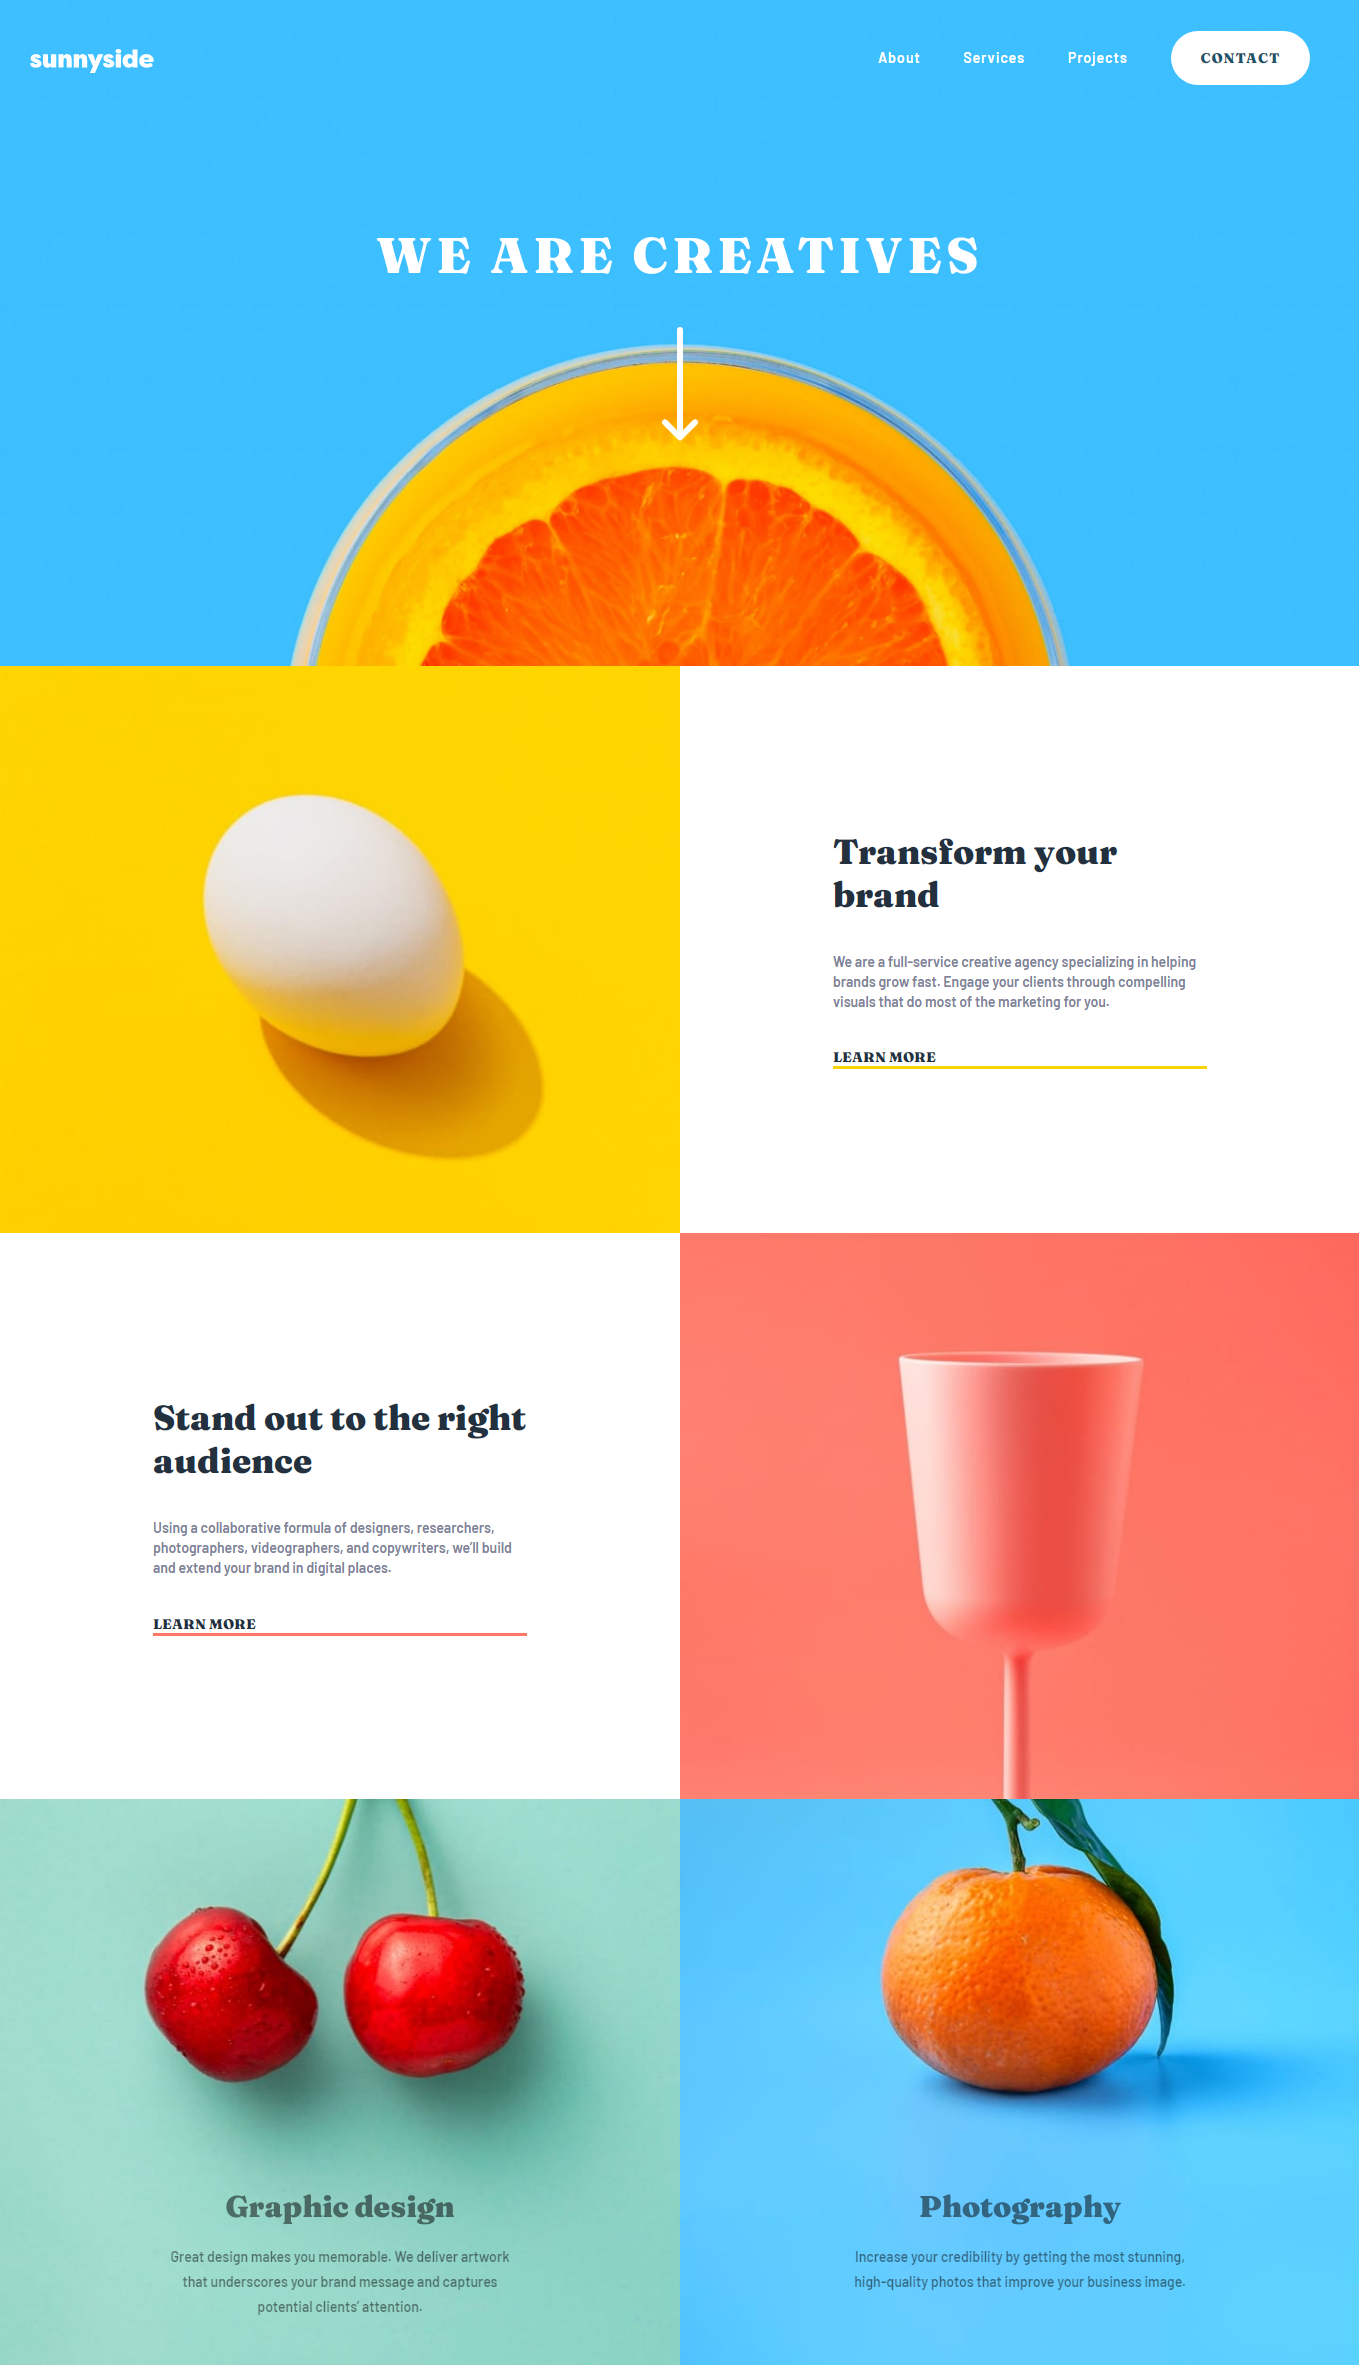 sunnyside
About Services Projects CONTACT
WE ARE CREATIVES
Transform your
brand
We are a full-service creative agency specializing in helping
brands grow fast. Engage your clients through compelling
visuals that do most of the marketing for you.
LEARN MORE
Stand out to the right
audience
Using a collaborative formula of designers, researchers,
photographers, videographers, and copywriters, we'll build
and extend your brand in digital places.
LEARN MORE
Graphic design
Great design makes you memorable. We deliver artwork
that underscores your brand message and captures
potential clients' attention.
Photography
Increase your credibility by getting the most stunning,
high-quality photos that improve your business image.